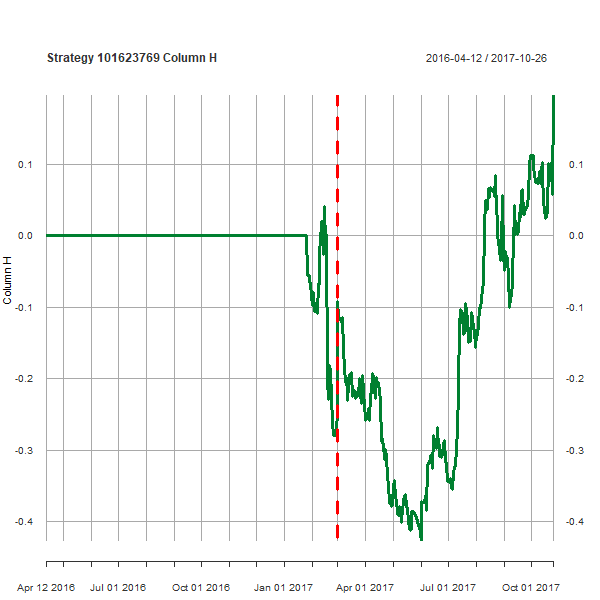 Strategy 101623769 Column H
2016-04-12 / 2017-10-26
0.1
0.1
0.0
0.0
-0.1
-0.1
-0.2
-0.2
-0.3
-0.3
-0.4
-0.4
Column H
Apr 12 2016
Jul 01 2016
Oct 01 2016
Jan 01 2017
Apr 01 2017
Jul 01 2017
Oct 01 2017